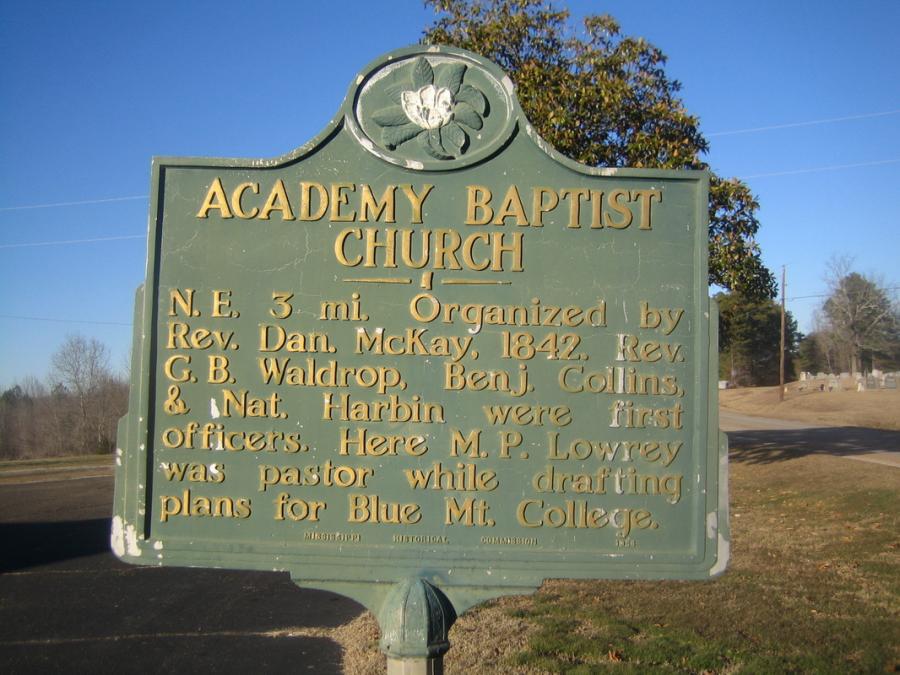 ACADEMY BAPTIST
CHURCH
N. E. 3 mi. Organized by
Rev. Dan. McKay, 1842. Rev.
G. B. Waldrop, Benj. Collins,
& Nat. Harbin were first
officers. Here M. P. Lowrey
was pastor while drafting
plans for Blue Mt. College.
MISSISSIPPI HISTORICAL COMMISSION